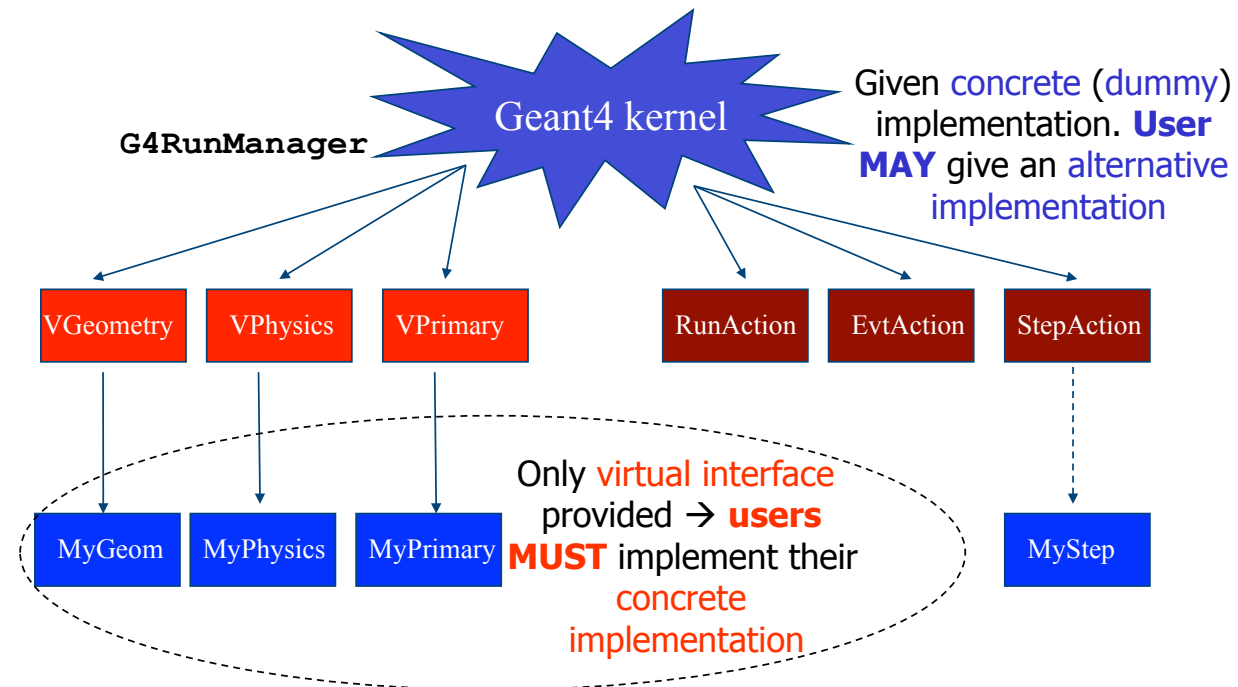 Geant4 kernel
G4RunManager
Given concrete (dummy)
implementation. User
MAY give an alternative
implementation
VGeometry
VPhysics
VPrimary
RunAction
EvtAction
StepAction
Only virtual interface
provided → users
MUST implement their
concrete
implementation
MyGeom
MyPhysics
MyPrimary
MyStep